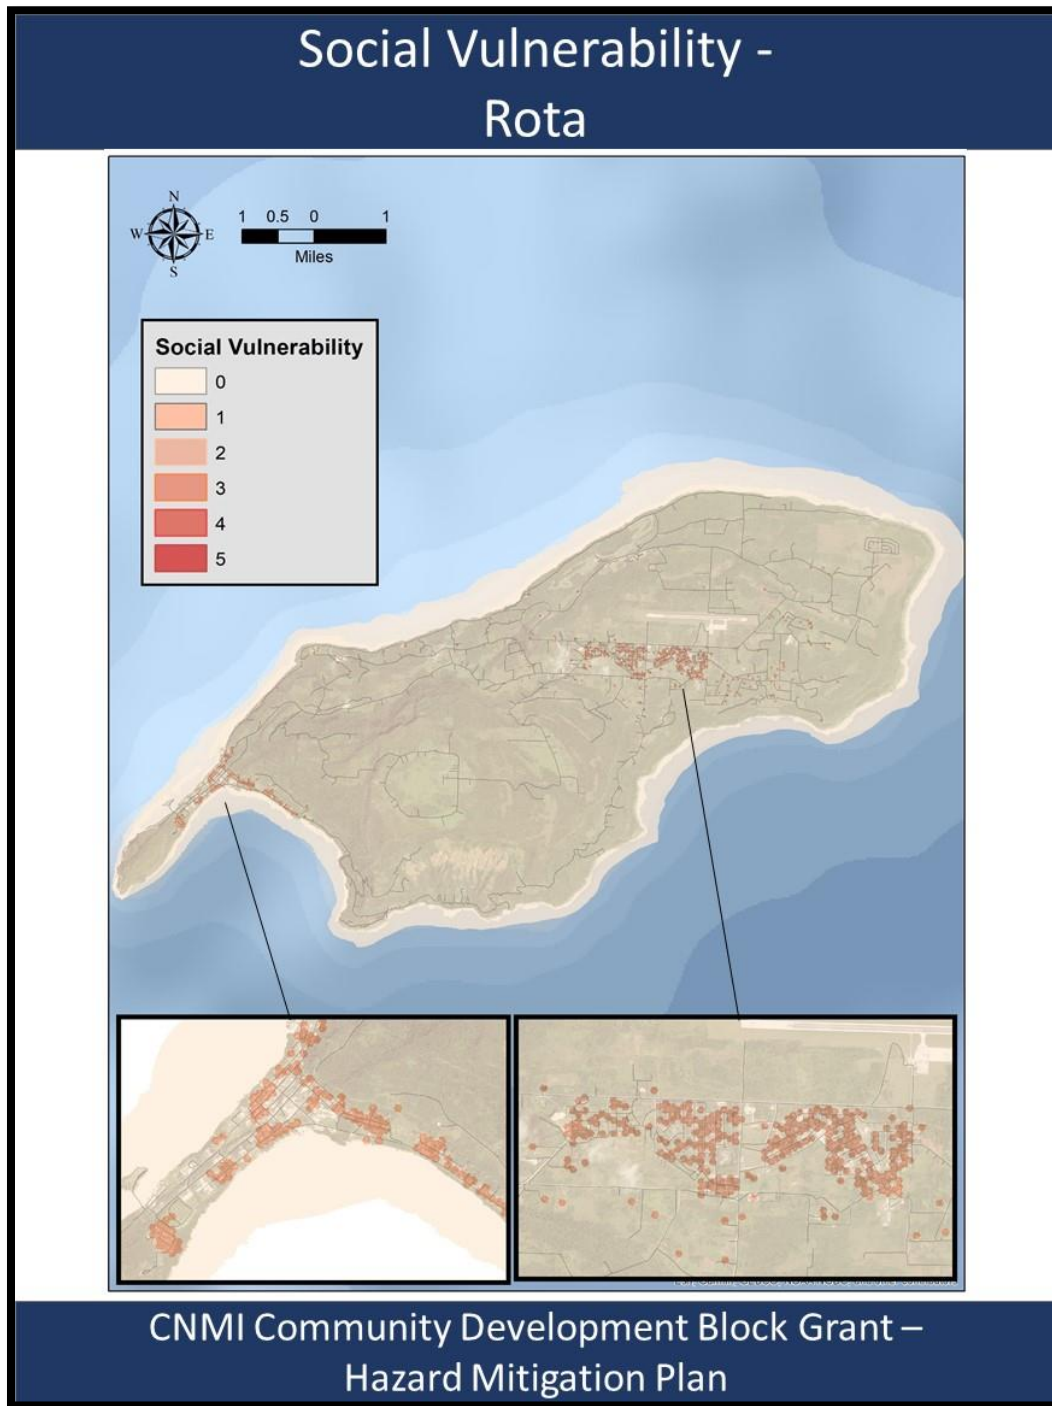 Social Vulnerability -
Rota
N
W E
S
1 0.5 0 1
Miles
Social Vulnerability
0
1
2
3
4
5
CNMI Community Development Block Grant –
Hazard Mitigation Plan